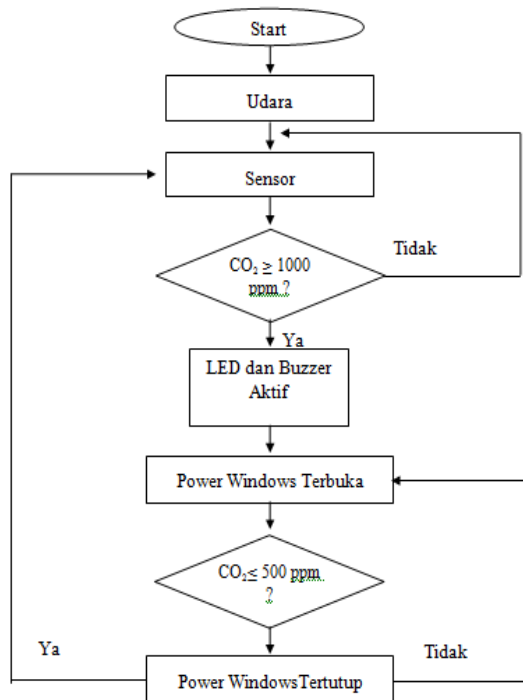 Start
Udara
Sensor
Tidak
CO₂ ≥ 1000
ppm ?
Ya
LED dan Buzzer
Aktif
Power Windows Terbuka
CO₂≤ 500 ppm
?
Ya
Tidak
Power WindowsTertutup